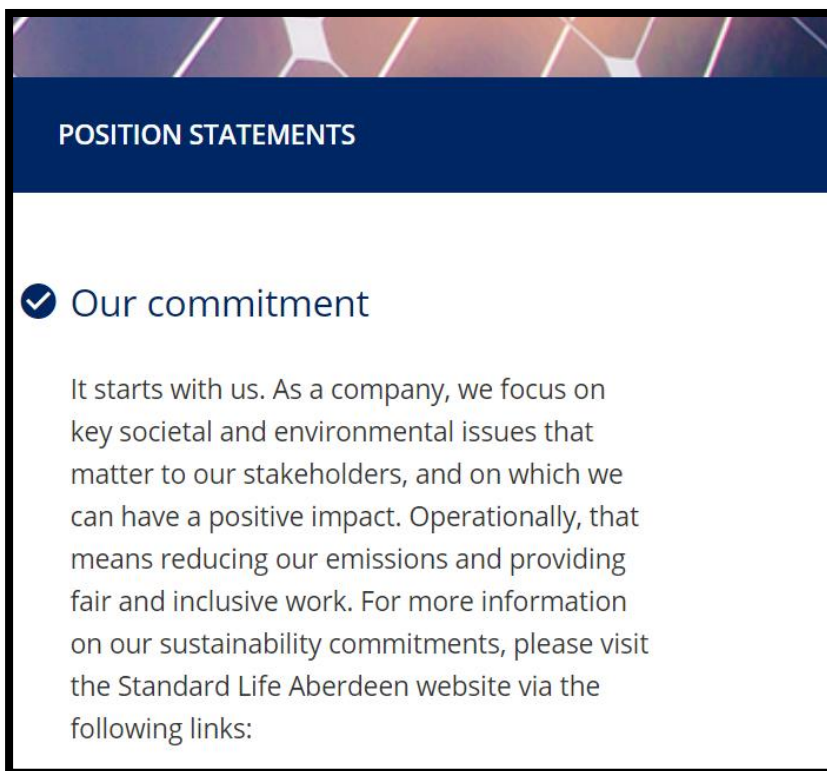 POSITION STATEMENTS
Our commitment
It starts with us. As a company, we focus on
key societal and environmental issues that
matter to our stakeholders, and on which we
can have a positive impact. Operationally, that
means reducing our emissions and providing
fair and inclusive work. For more information
on our sustainability commitments, please visit
the Standard Life Aberdeen website via the
following links: